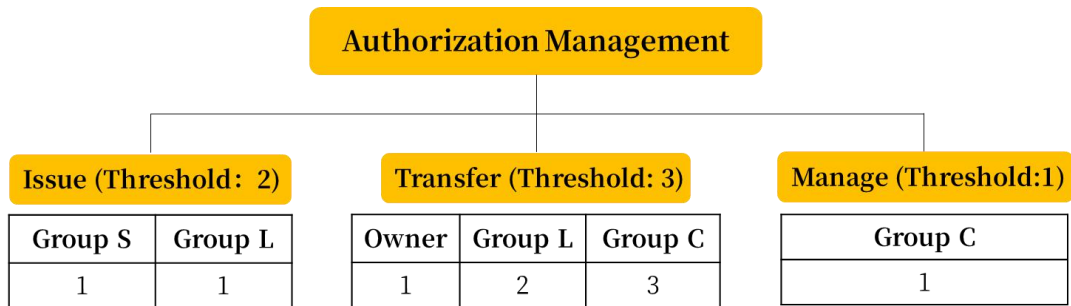 Authorization Management
Issue (Threshold: 2)
Transfer (Threshold: 3)
Manage (Threshold:1)
Group S Group L
1 1
Owner Group L Group C
1 2 3
Group C
1